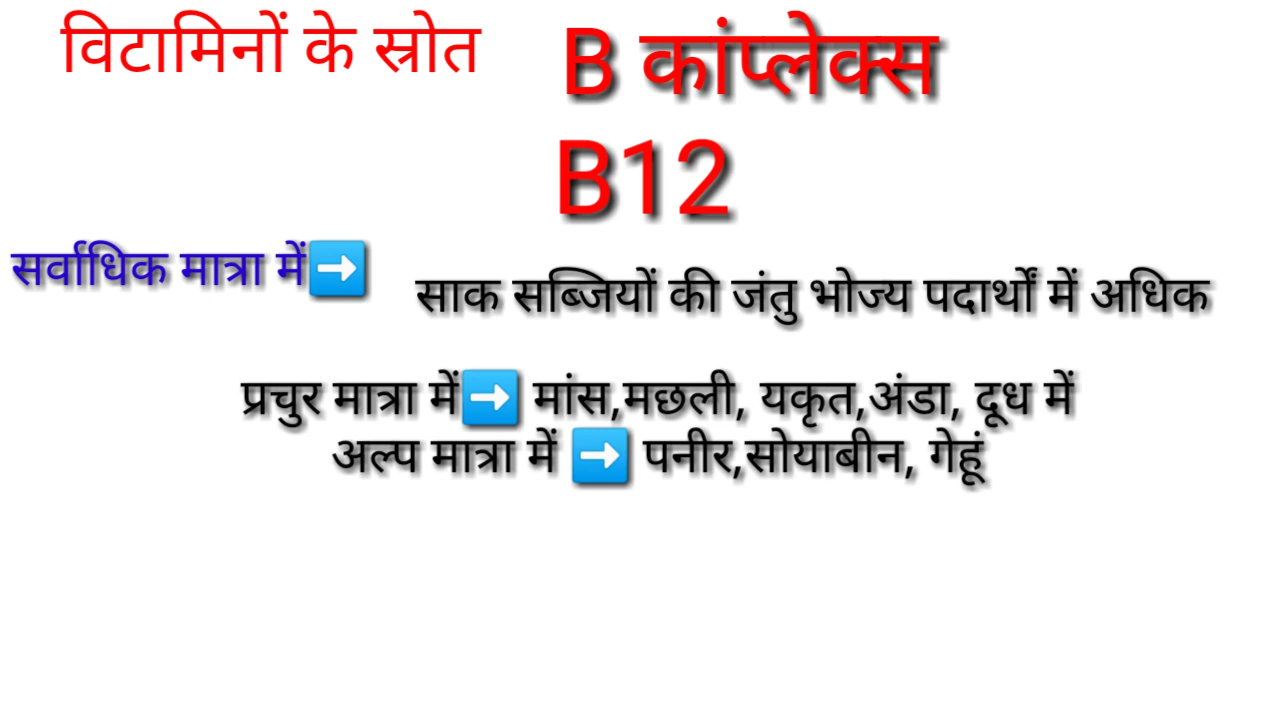 विटामिनों के स्रोत
B कांप्लेक्स
B12
सर्वाधिक मात्रा में➡️
साक सब्जियों की जंतु भोज्य पदार्थों में अधिक
प्रचुर मात्रा में➡️ मांस,मछली, यकृत,अंडा, दूध में
अल्प मात्रा में ➡️ पनीर,सोयाबीन, गेहूं